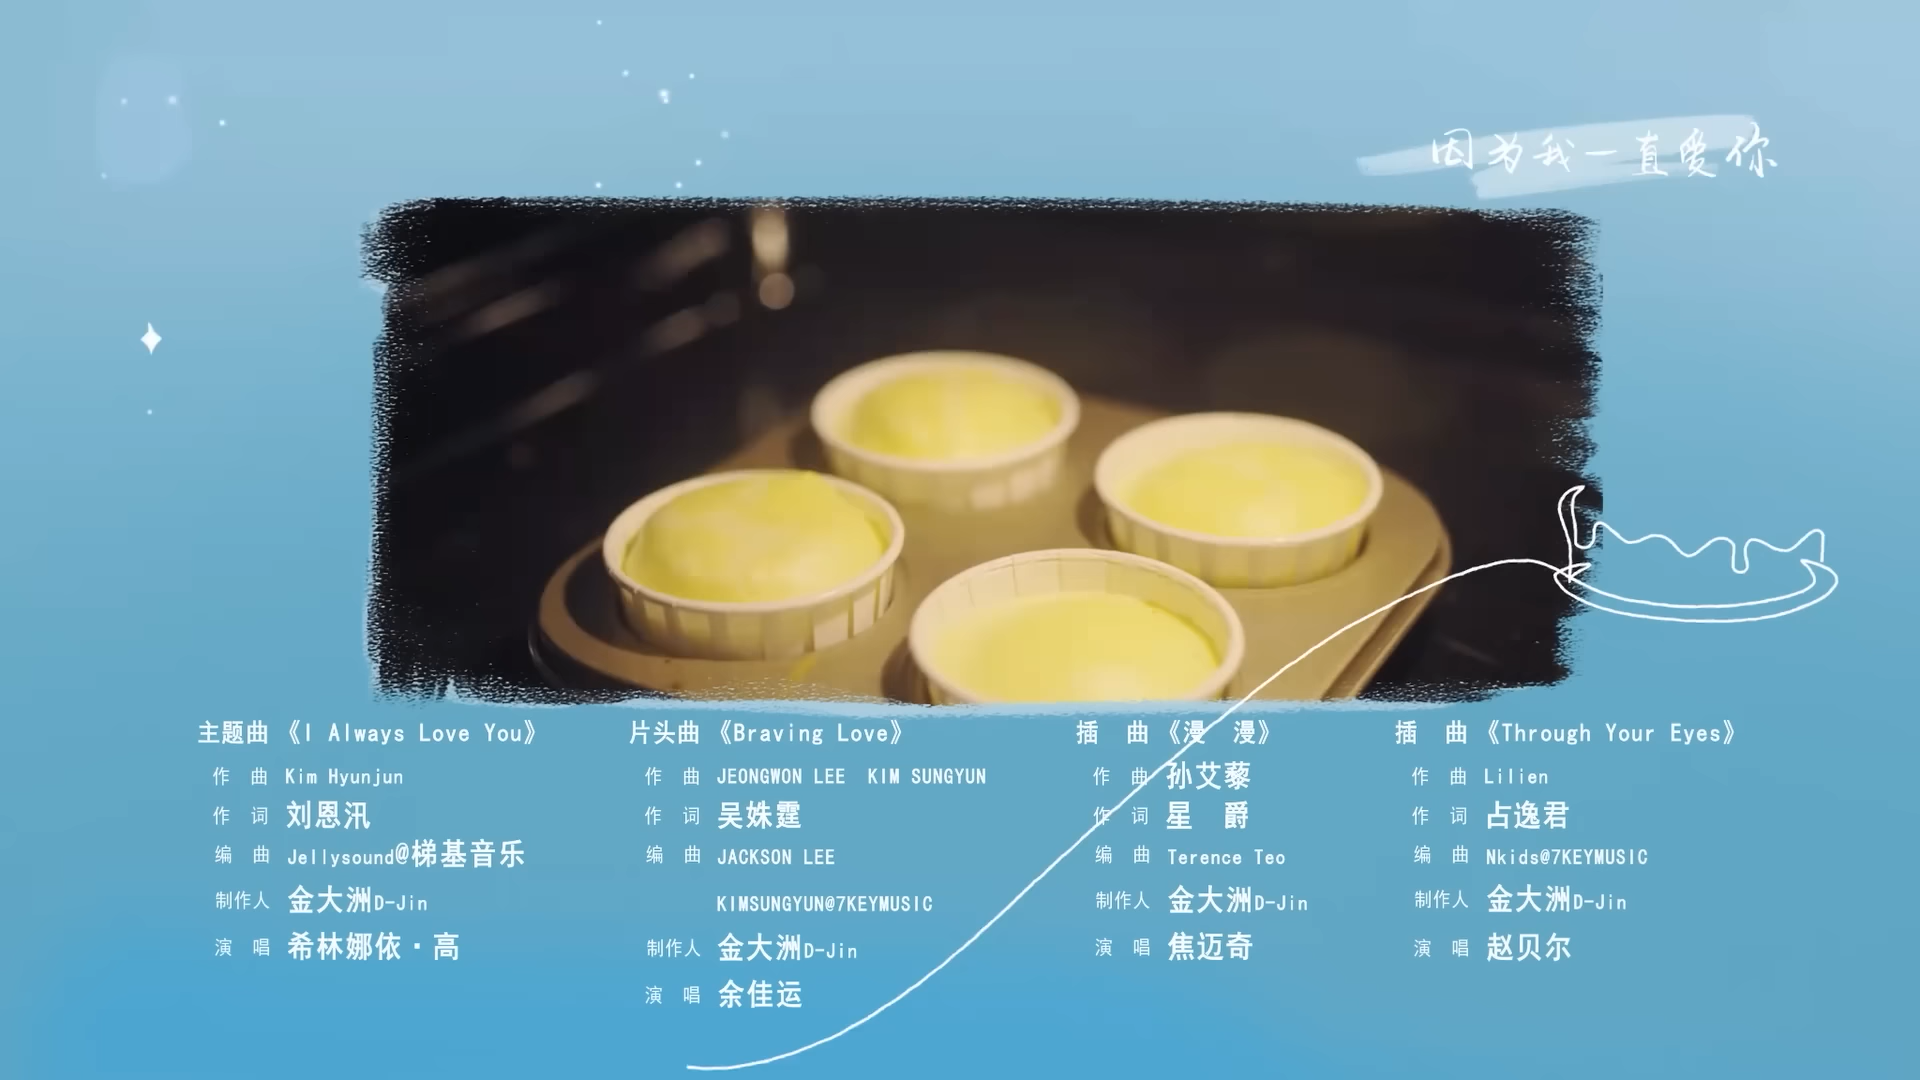 因为我一直爱你
主题曲《I Always Love You》
作 曲 Kim Hyunjun
作 词 刘恩汛
编 曲 Jellysound@梯基音乐
制作人 金大洲D-Jin
演 唱 希林娜依·高
片头曲《Braving Love》
作 曲 JEONGWON LEE KIM SUNGYUN
作 词 吴姝霆
编 曲 JACKSON LEE
KIMSUNGYUN@7KEYMUSIC
制作人 金大洲D-Jin
演 唱 余佳运
插 曲《漫 漫》
作 曲 孙艾藜
作 词 星 爵
编 曲 Terence Teo
制作人 金大洲D-Jin
演 唱 焦迈奇
插 曲《Through Your Eyes》
作 曲 Lilien
作 词 占逸君
编 曲 Nkids@7KEYMUSIC
制作人 金大洲D-Jin
演 唱 赵贝尔